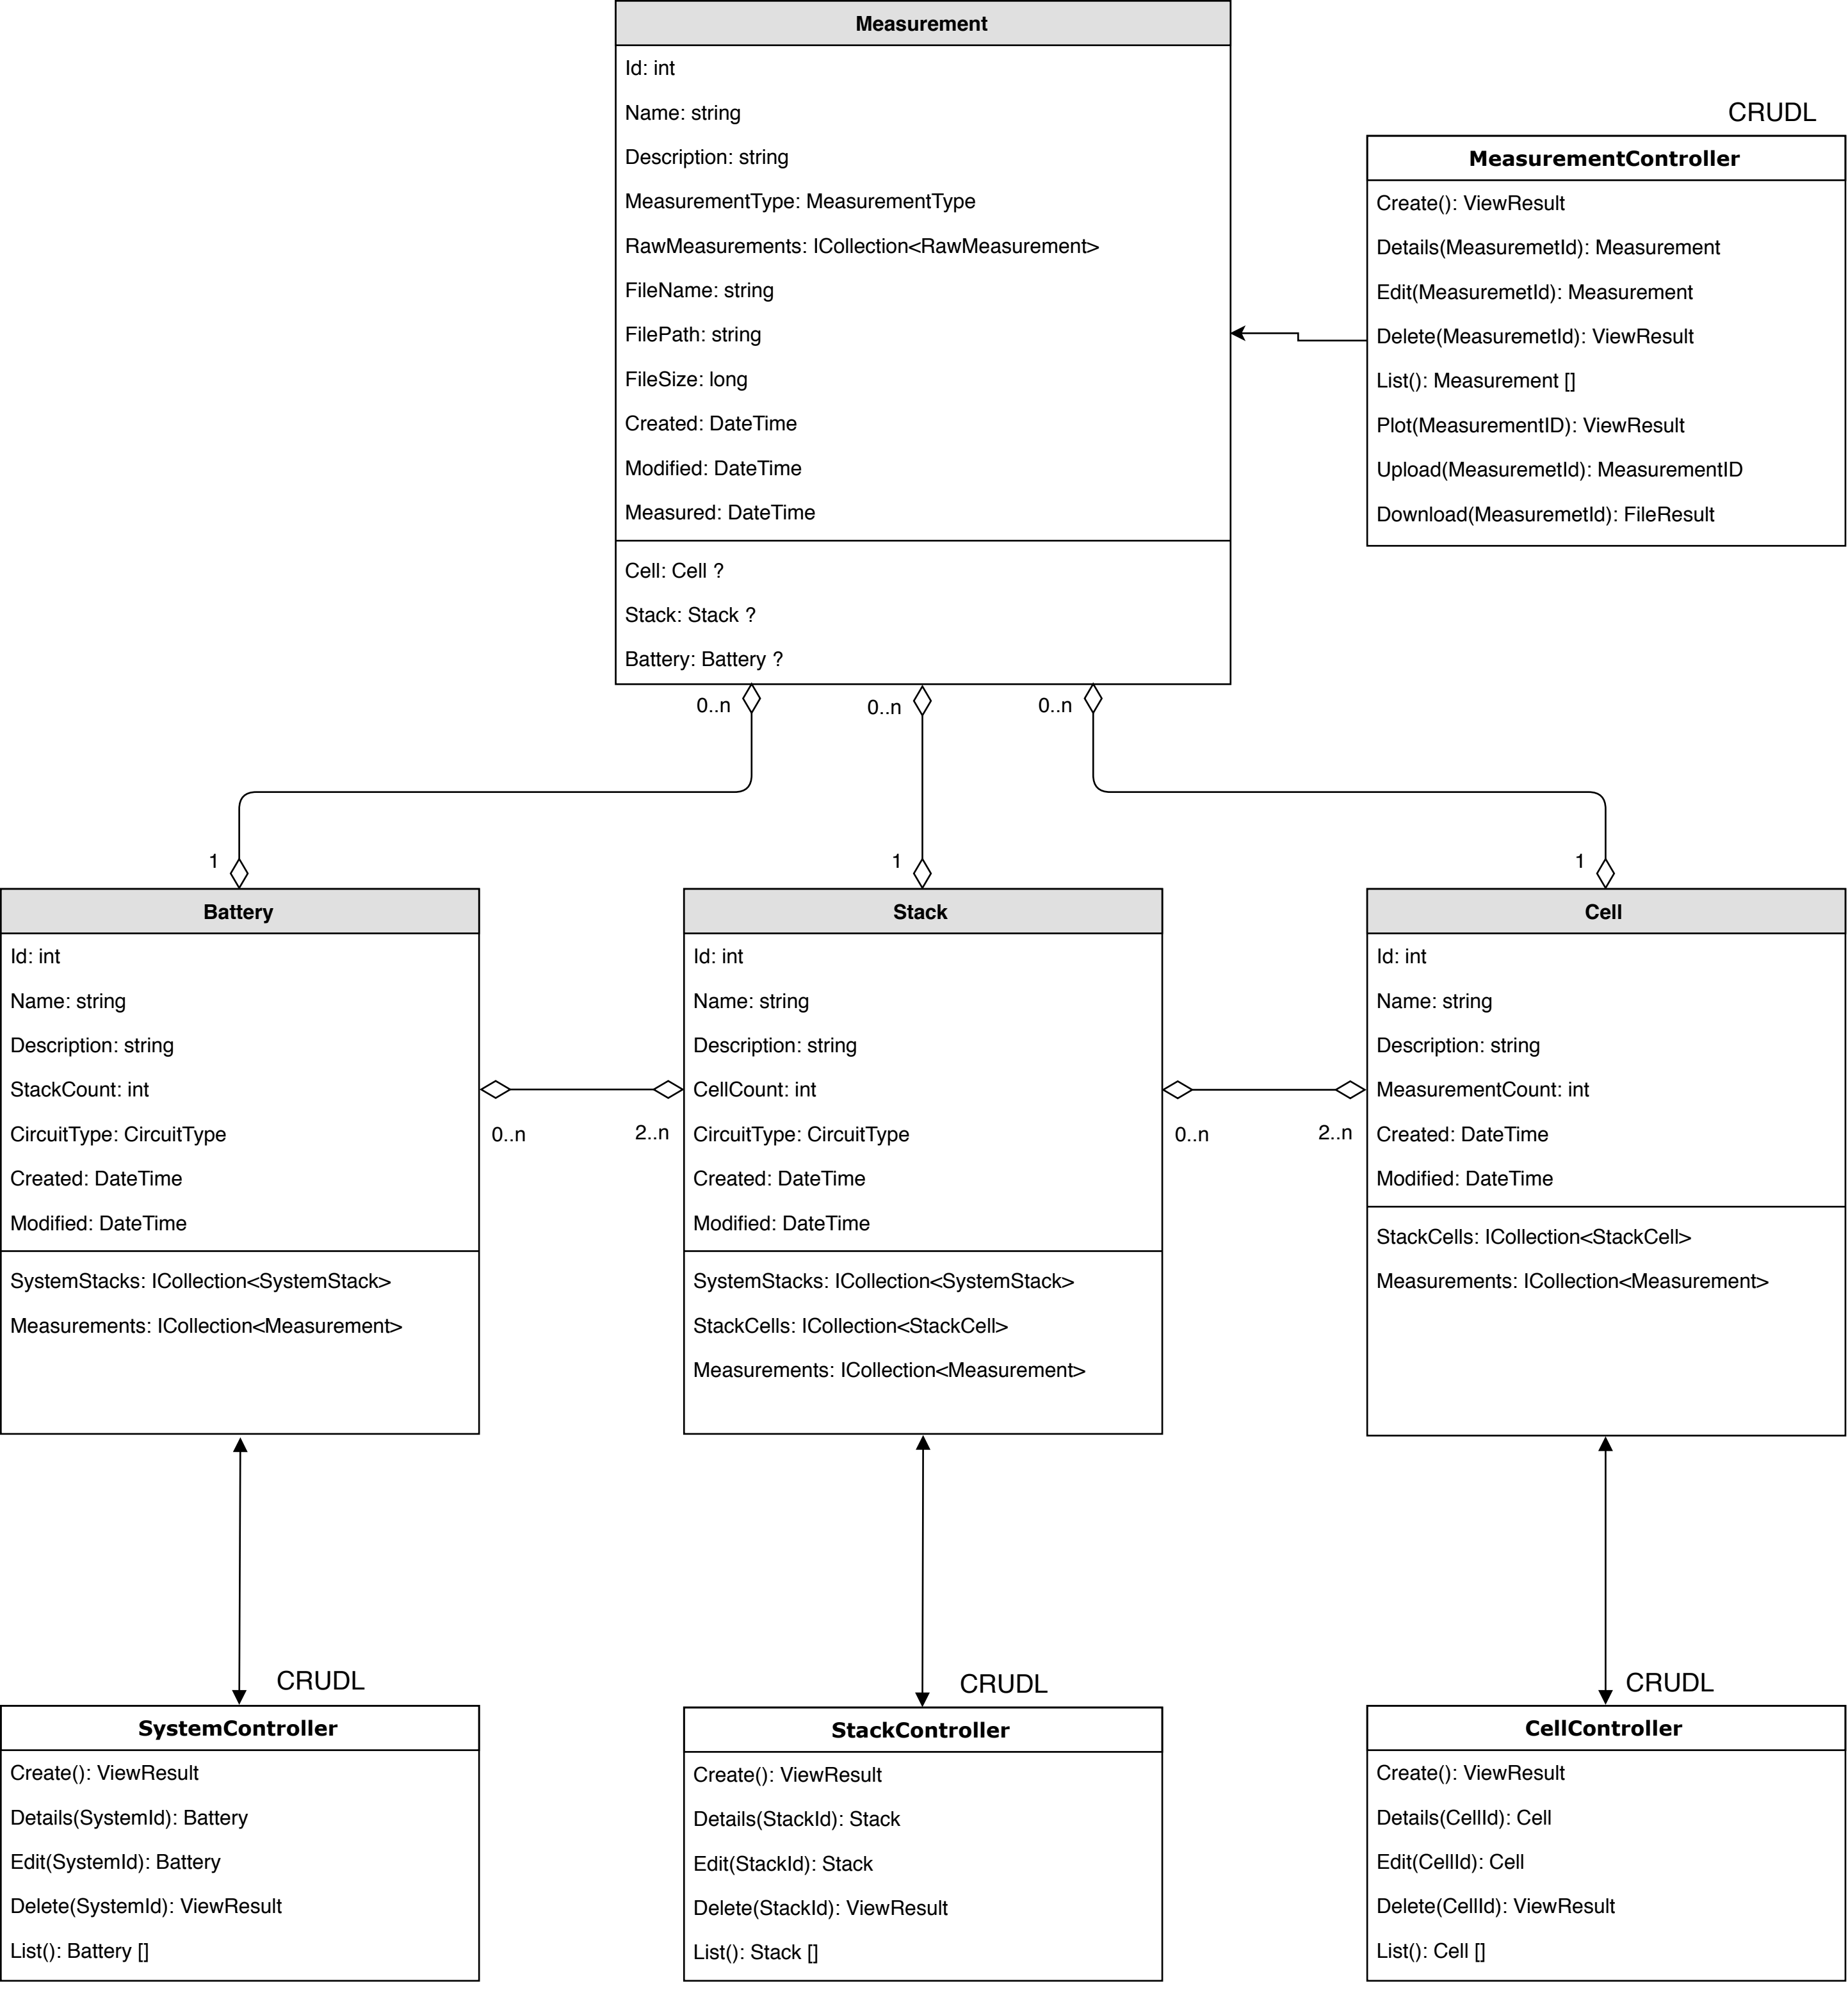 Measurement
Id: int
Name: string
Description: string
MeasurementType: MeasurementType
RawMeasurements: ICollection<RawMeasurement>
FileName: string
FilePath: string
FileSize: long
Created: DateTime
Modified: DateTime
Measured: DateTime
Cell: Cell ?
Stack: Stack ?
Battery: Battery ?
CRUDL
MeasurementController
Create(): ViewResult
Details(MeasuremetId): Measurement
Edit(MeasuremetId): Measurement
Delete(MeasuremetId): ViewResult
List(): Measurement []
Plot(MeasurementID): ViewResult
Upload(MeasuremetId): MeasurementID
Download(MeasuremetId): FileResult
0..n
0..n
0..n
1
1
1
Battery
Id: int
Name: string
Description: string
StackCount: int
CircuitType: CircuitType
Created: DateTime
Modified: DateTime
SystemStacks: ICollection<SystemStack>
Measurements: ICollection<Measurement>
0..n
2..n
Stack
Id: int
Name: string
Description: string
CellCount: int
CircuitType: CircuitType
Created: DateTime
Modified: DateTime
SystemStacks: ICollection<SystemStack>
StackCells: ICollection<StackCell>
Measurements: ICollection<Measurement>
0..n
2..n
Cell
Id: int
Name: string
Description: string
MeasurementCount: int
Created: DateTime
Modified: DateTime
StackCells: ICollection<StackCell>
Measurements: ICollection<Measurement>
CRUDL
SystemController
Create(): ViewResult
Details(SystemId): Battery
Edit(SystemId): Battery
Delete(SystemId): ViewResult
List(): Battery []
CRUDL
StackController
Create(): ViewResult
Details(StackId): Stack
Edit(StackId): Stack
Delete(StackId): ViewResult
List(): Stack []
CRUDL
CellController
Create(): ViewResult
Details(CellId): Cell
Edit(CellId): Cell
Delete(CellId): ViewResult
List(): Cell []